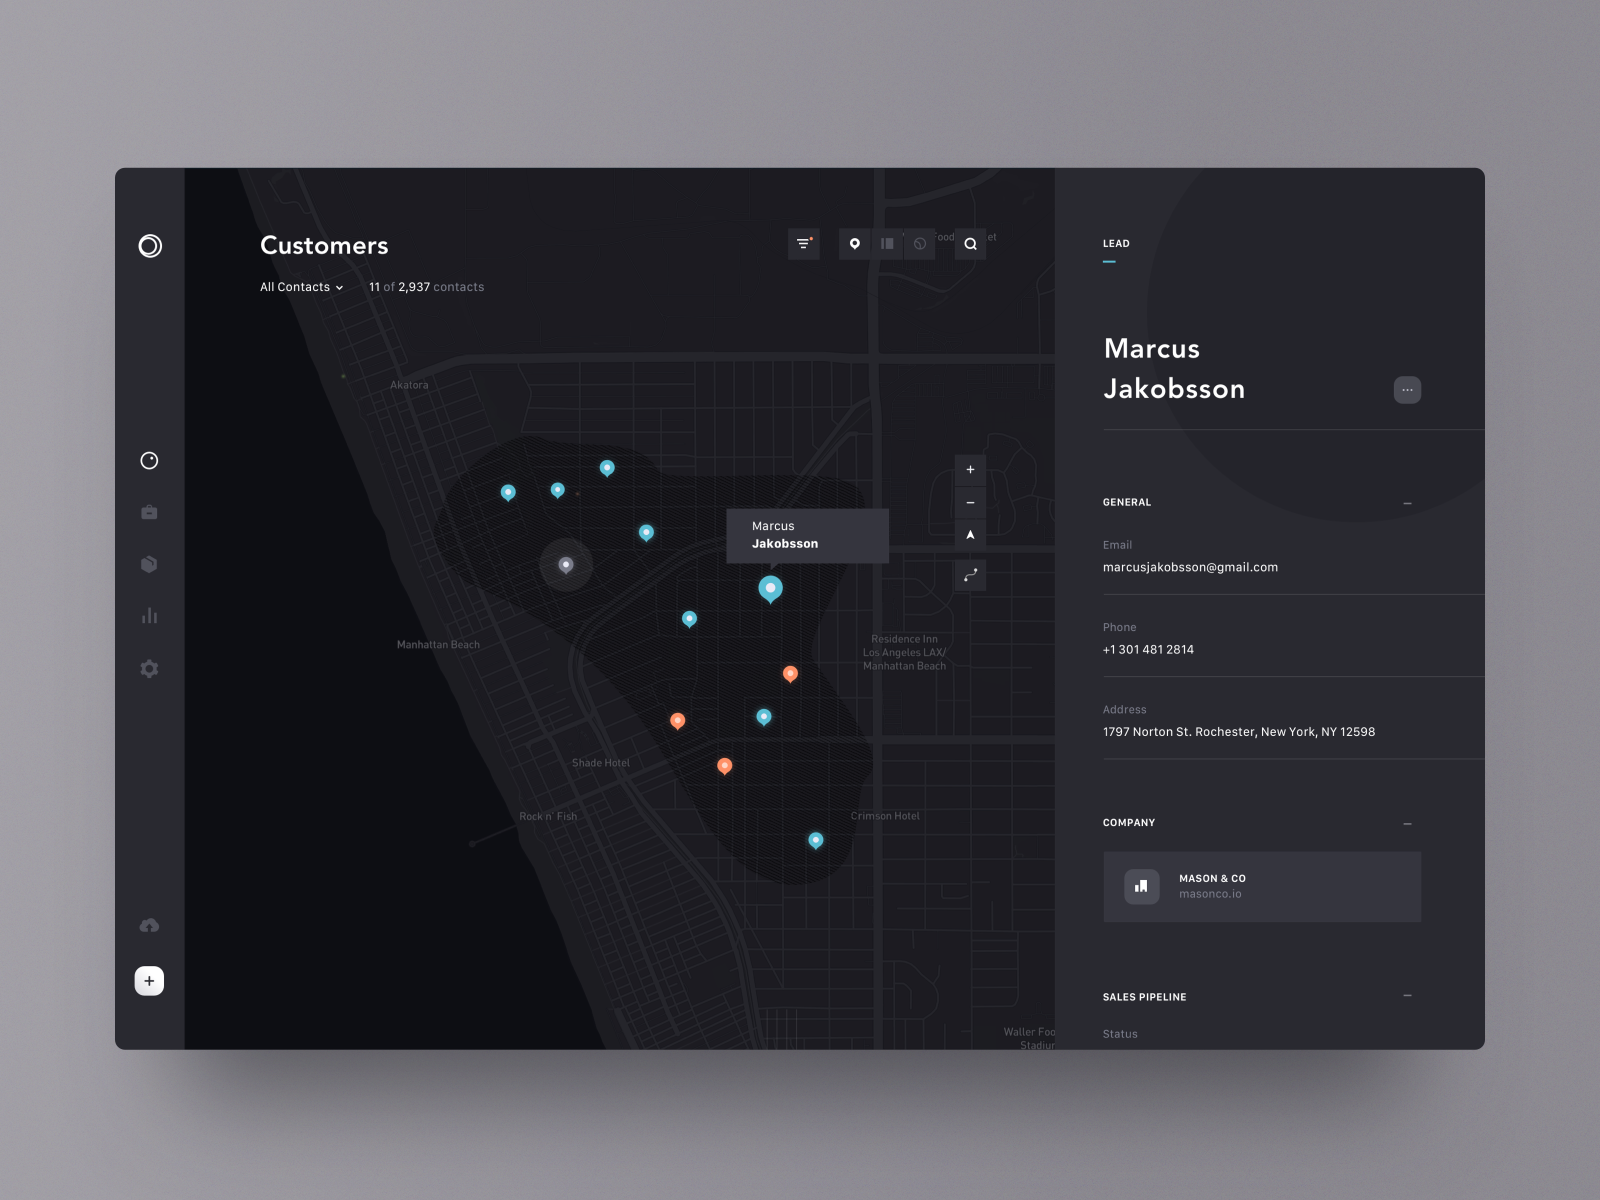 Customers
All Contacts
11 of 2,937 contacts
Food
et
Akatora
Marcus
Jakobsson
Manhattan Beach
Residence Inn
Los Angeles LAX/
Manhattan Beach
Shade Hotel
Rock n' Fish
Crimson Hotel
Waller Foo
Stadiur
LEAD
Marcus
Jakobsson
GENERAL
Email
marcusjakobsson@gmail.com
Phone
+1 301 481 2814
Address
1797 Norton St. Rochester, New York, NY 12598
COMPANY
MASON & CO
masonco.io
SALES PIPELINE
Status